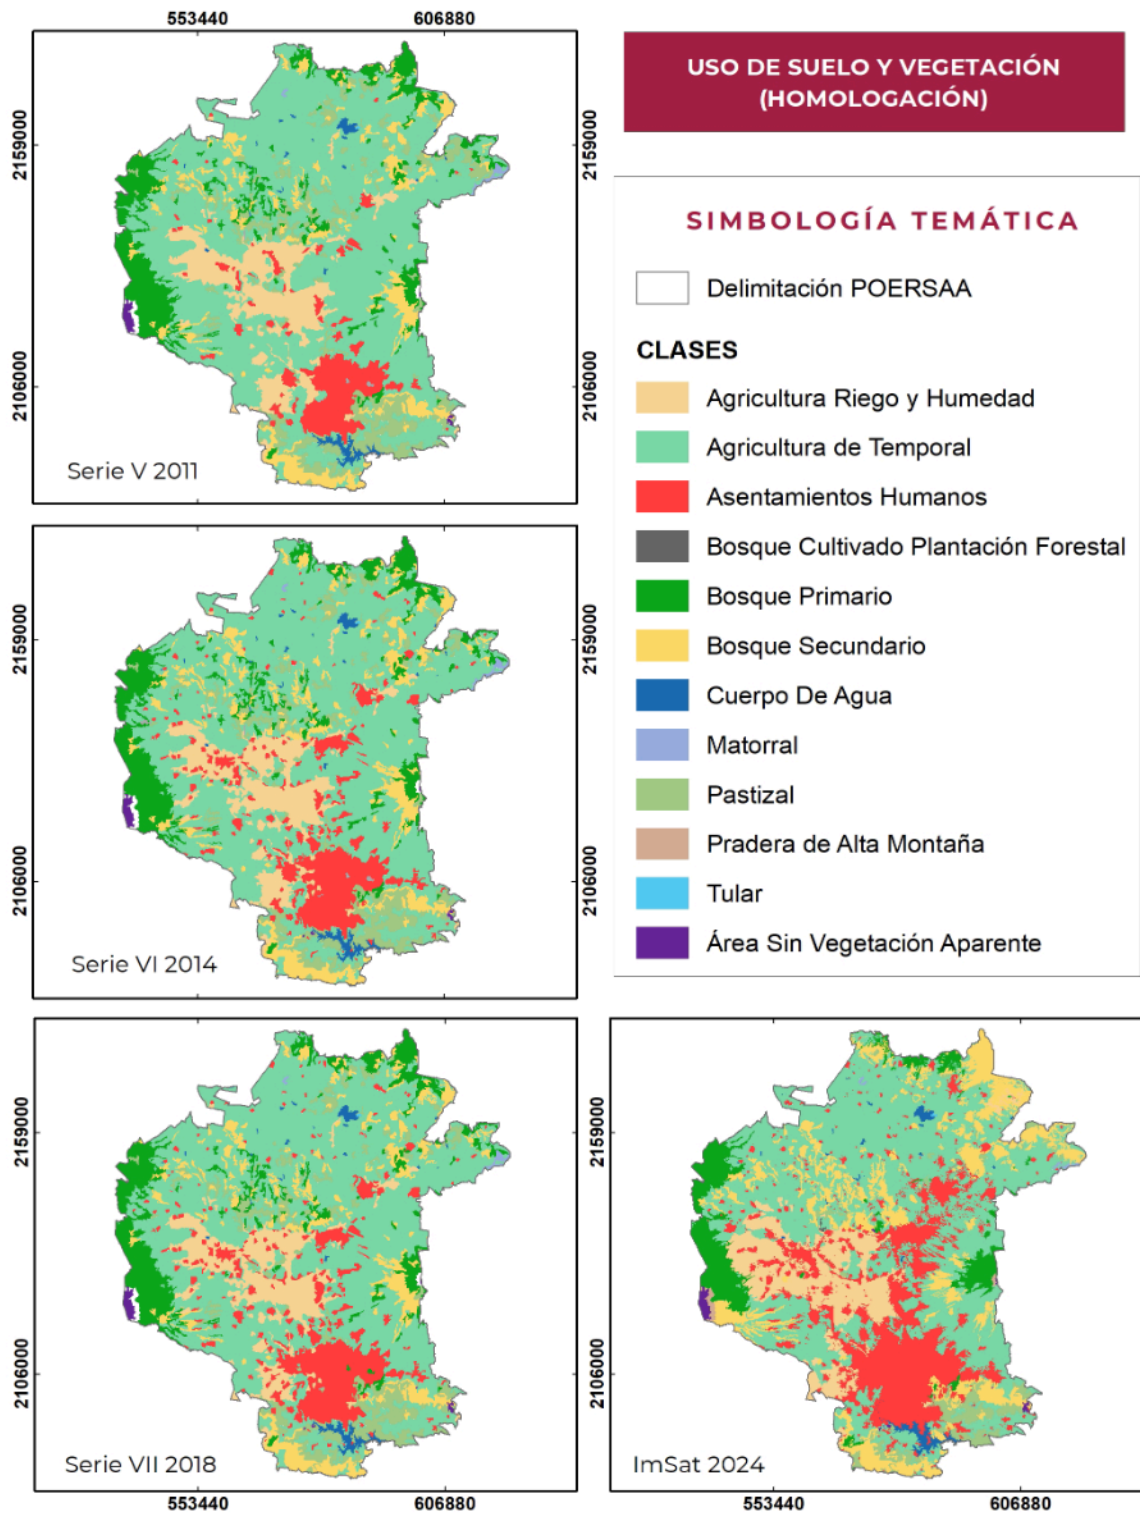 553440
606880
2159000
2106000
2159000
2106000
Serie V 2011
USO DE SUELO Y VEGETACIÓN
(HOMOLOGACIÓN)
SIMBOLOGÍA TEMÁTICA
Delimitación POERSAA
CLASES
Agricultura Riego y Humedad
Agricultura de Temporal
Asentamientos Humanos
Bosque Cultivado Plantación Forestal
Bosque Primario
Bosque Secundario
Cuerpo De Agua
Matorral
Pastizal
Pradera de Alta Montaña
Tular
Área Sin Vegetación Aparente
2159000
2106000
2159000
2106000
Serie VI 2014
2159000
2106000
2159000
2106000
Serie VII 2018
ImSat 2024
553440
606880
553440
606880